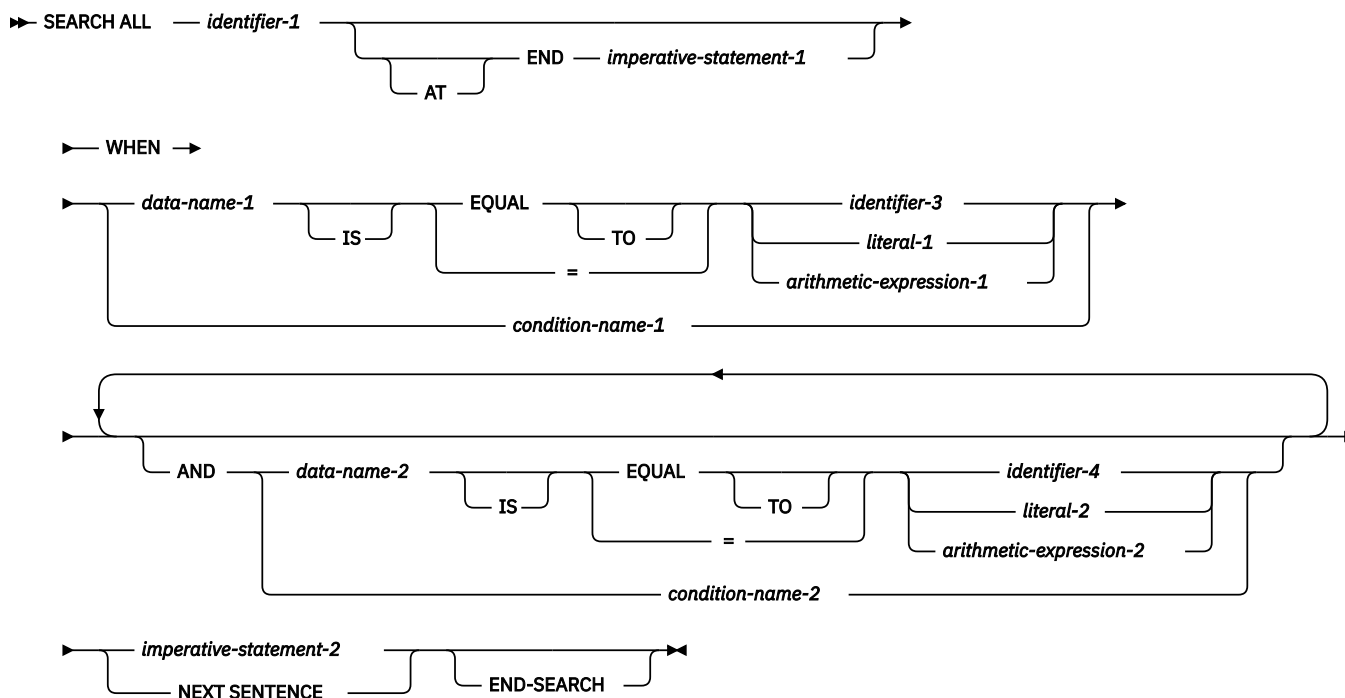 SEARCH ALL identifier-1
END imperative-statement-1
AT
WHEN
data-name-1 EQUAL identifier-3
IS TO literal-1
= arithmetic-expression-1
condition-name-1
AND data-name-2 EQUAL identifier-4
IS TO literal-2
= arithmetic-expression-2
condition-name-2
imperative-statement-2
NEXT SENTENCE END-SEARCH